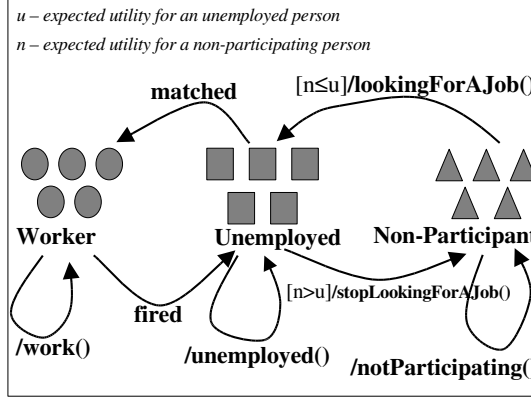 u – expected utility for an unemployed person
n – expected utility for a non-participating person
matched
[n≤u]/lookingForAJob()
Worker
Unemployed
Non-Participant
fired
[n>u]/stopLookingForAJob()
/work()
/unemployed()
/notParticipating()